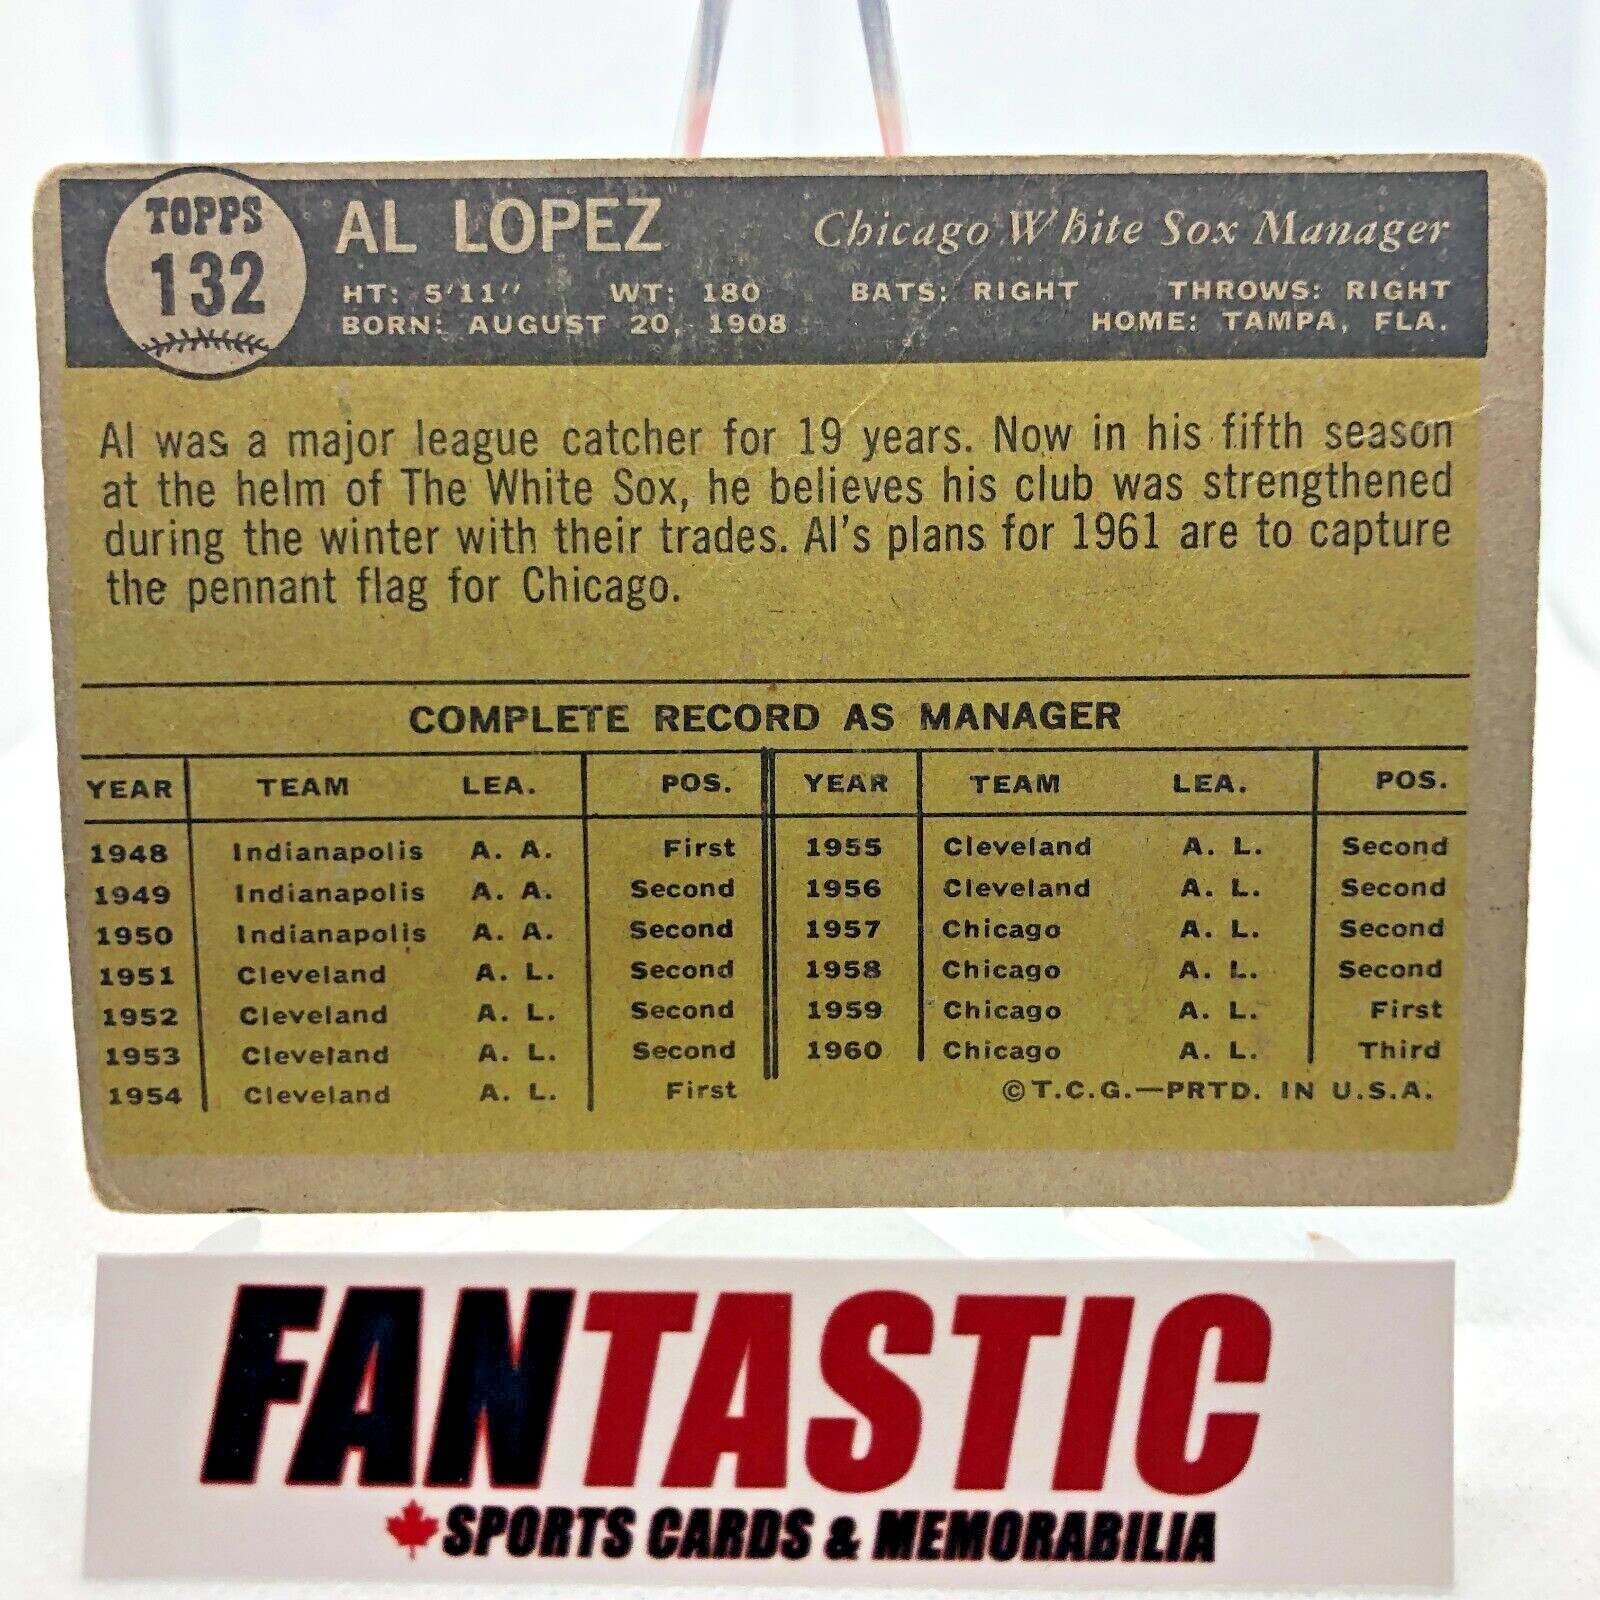 TOPPS
132
AL LOPEZ Chicago White Sox Manager
HT: 5'11" WT: 180 BATS: RIGHT THROWS: RIGHT
BORN: AUGUST 20, 1908 HOME: TAMPA, FLA.
Al was a major league catcher for 19 years. Now in his fifth season
at the helm of The White Sox, he believes his club was strengthened
during the winter with their trades. Al's plans for 1961 are to capture
the pennant flag for Chicago.
COMPLETE RECORD AS MANAGER
YEAR TEAM LEA. POS. YEAR TEAM LEA. POS.
1948 Indianapolis A. A. First 1955 Cleveland A. L. Second
1949 Indianapolis A. A. Second 1956 Cleveland A. L. Second
1950 Indianapolis A. A. Second 1957 Chicago A. L. Second
1951 Cleveland A. L. Second 1958 Chicago A. L. Second
1952 Cleveland A. L. Second 1959 Chicago A. L. First
1953 Cleveland A. L. Second 1960 Chicago A. L. Third
1954 Cleveland A. L. First ©T.C.G.—PRTD. IN U.S.A.
FANTASTIC
SPORTS CARDS & MEMORABILIA